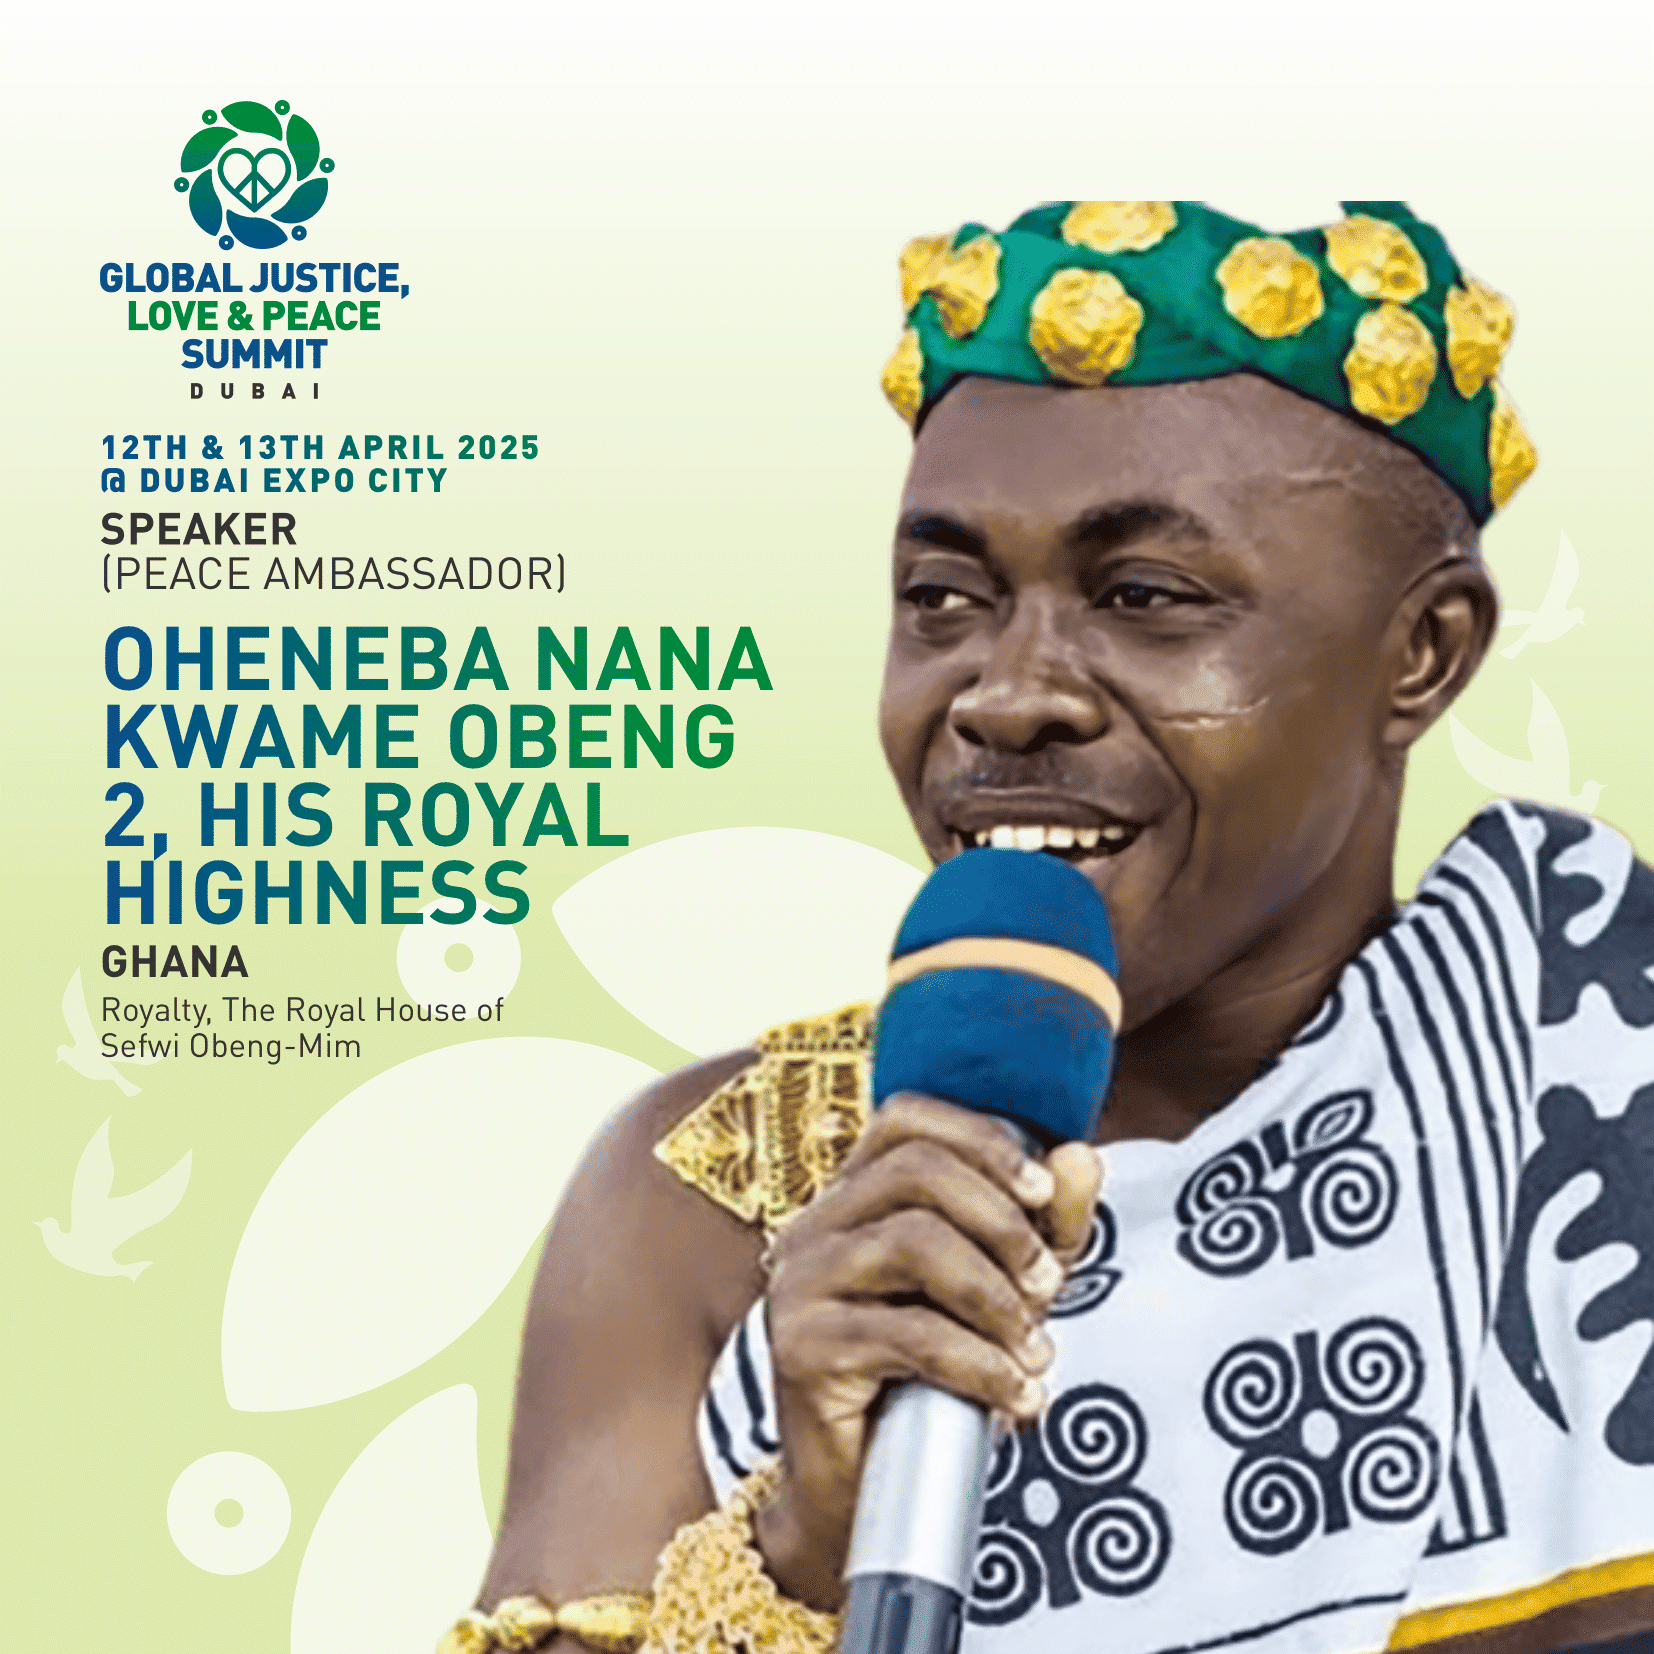 GLOBAL JUSTICE,
LOVE & PEACE
SUMMIT
DUBAI
12TH & 13TH APRIL 2025
@ DUBAI EXPO CITY
SPEAKER
(PEACE AMBASSADOR)
OHENEBA NANA
KWAME OBENG
2, HIS ROYAL
HIGHNESS
GHANA
Royalty, The Royal House of
Sefwi Obeng-Mim